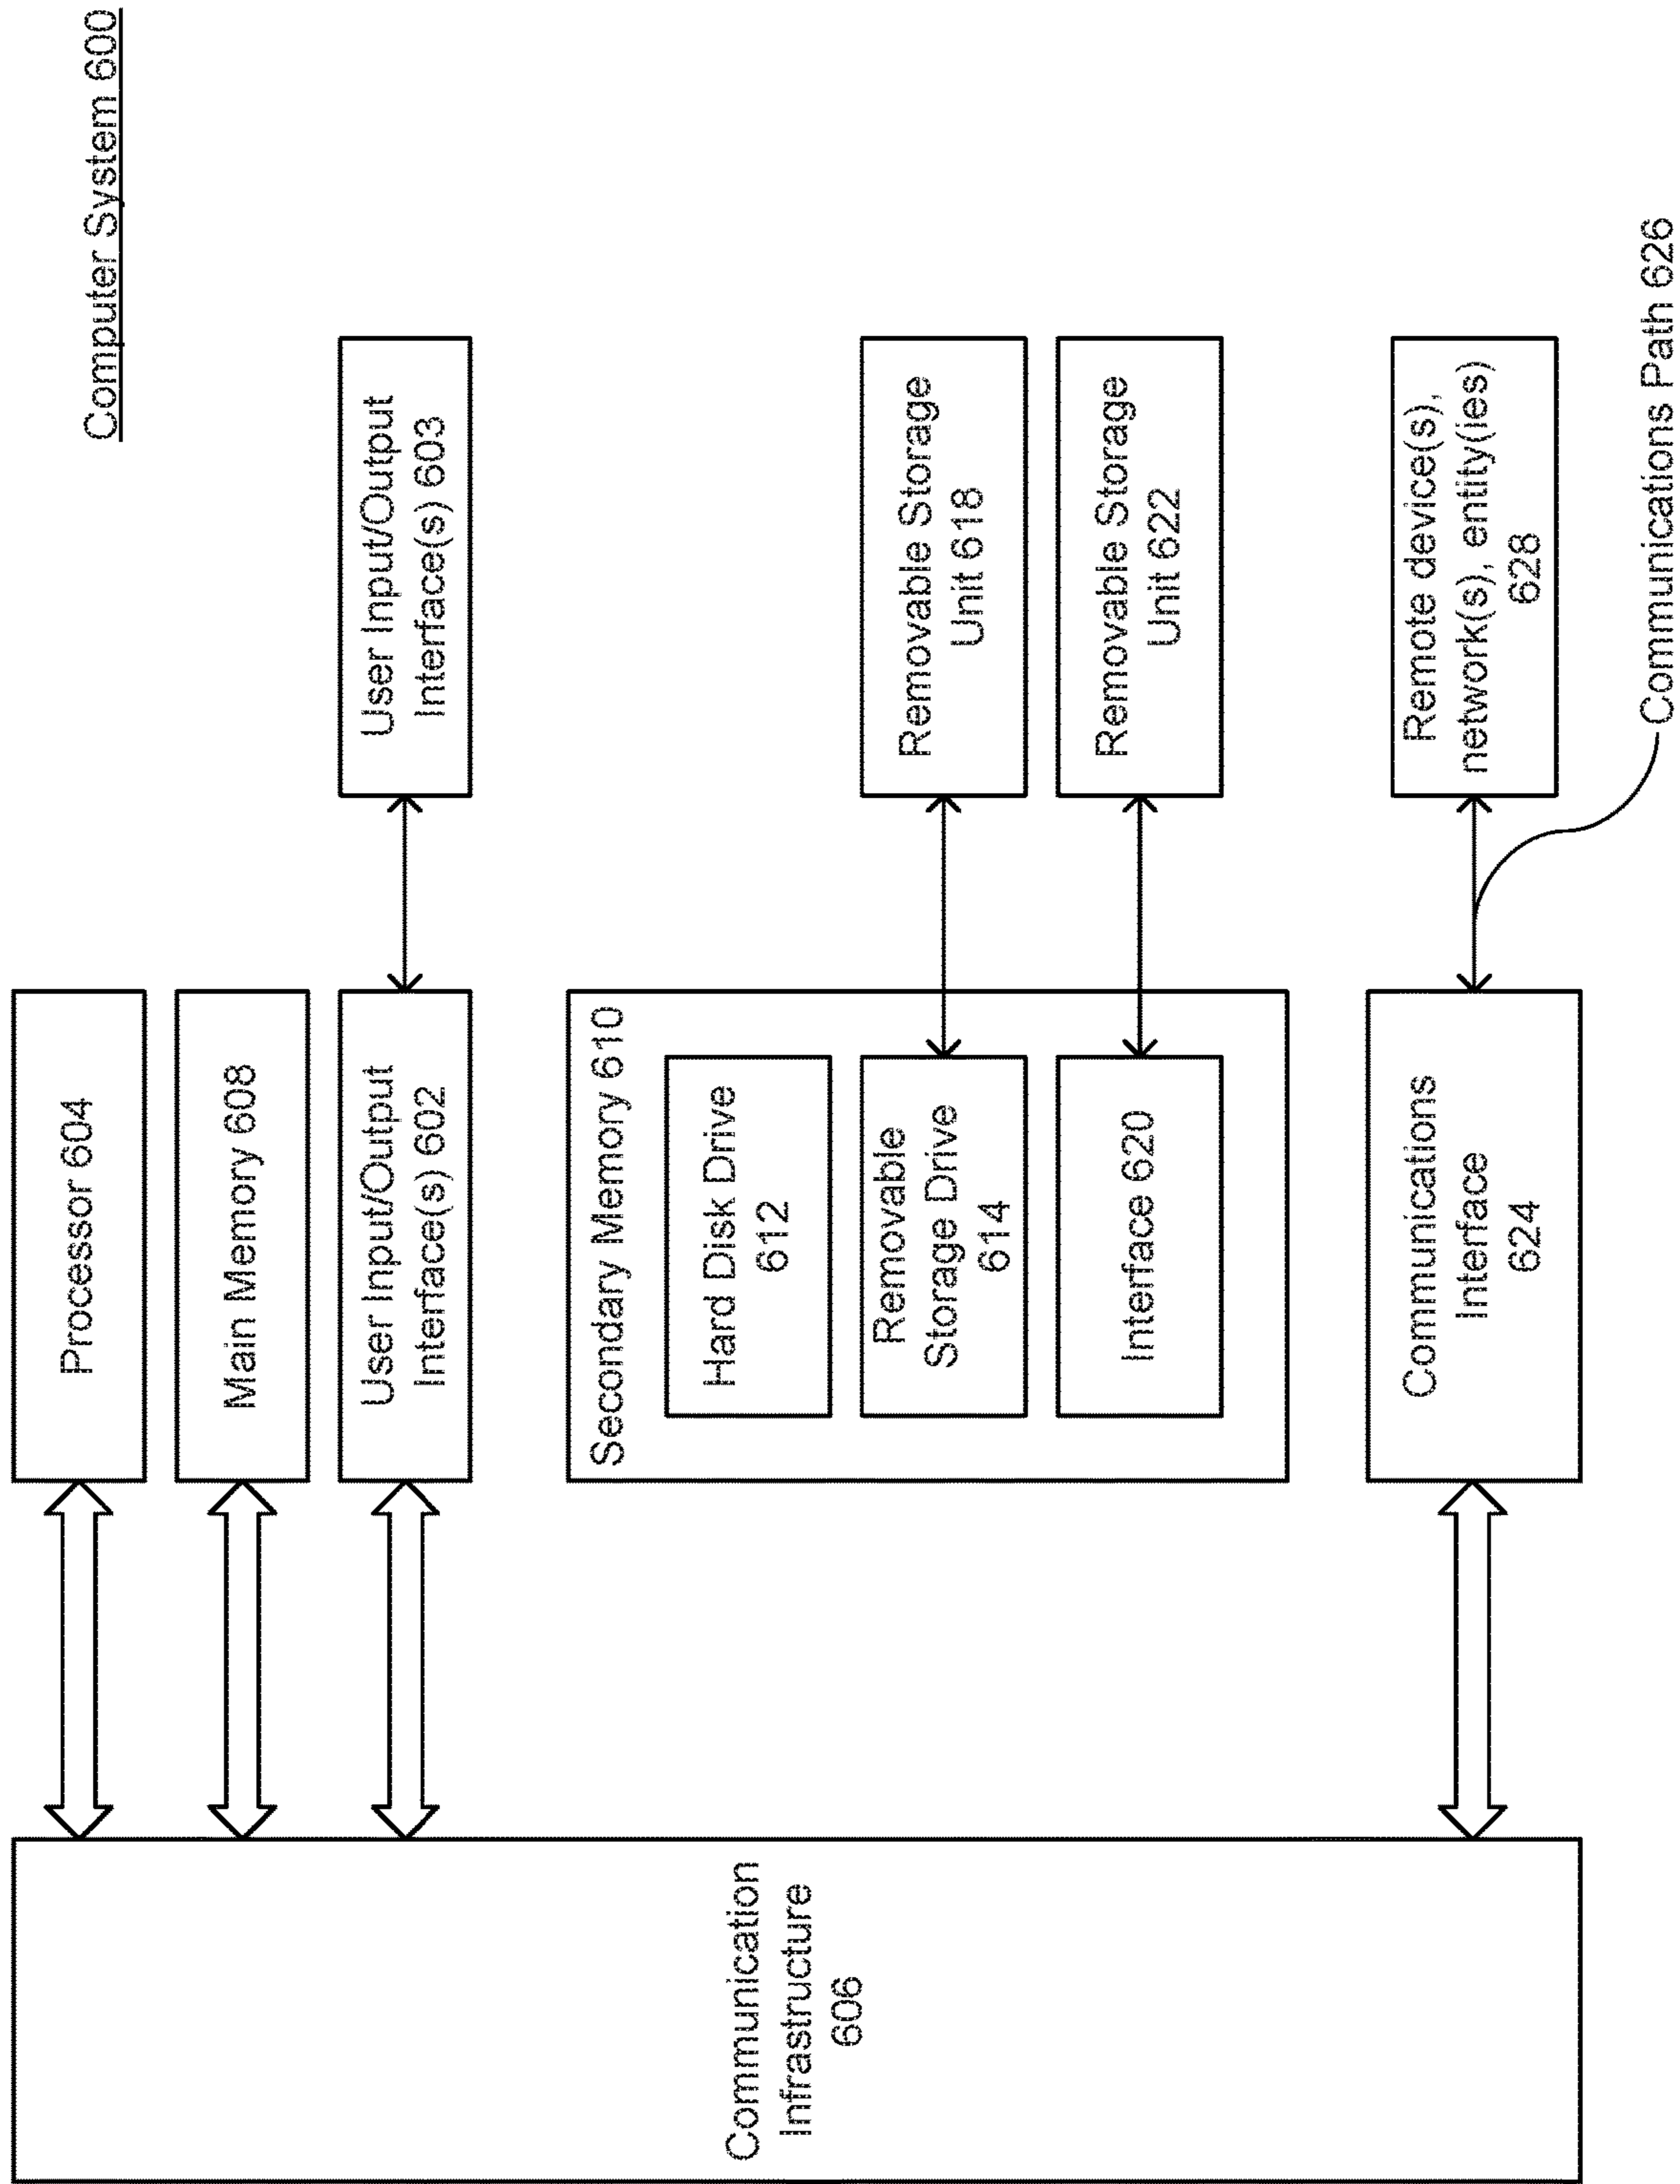 Computer System 600
Processor 604
Main Memory 608
User Input/Output
Interface(s) 602
User Input/Output
Interface(s) 603
Communication
Infrastructure
606
Secondary Memory 610
Hard Disk Drive
612
Removable
Storage Drive
614
Removable Storage
Unit 618
Interface 620
Removable Storage
Unit 622
Communications
Interface
624
Remote device(s),
network(s), entity(ies)
628
Communications Path 626